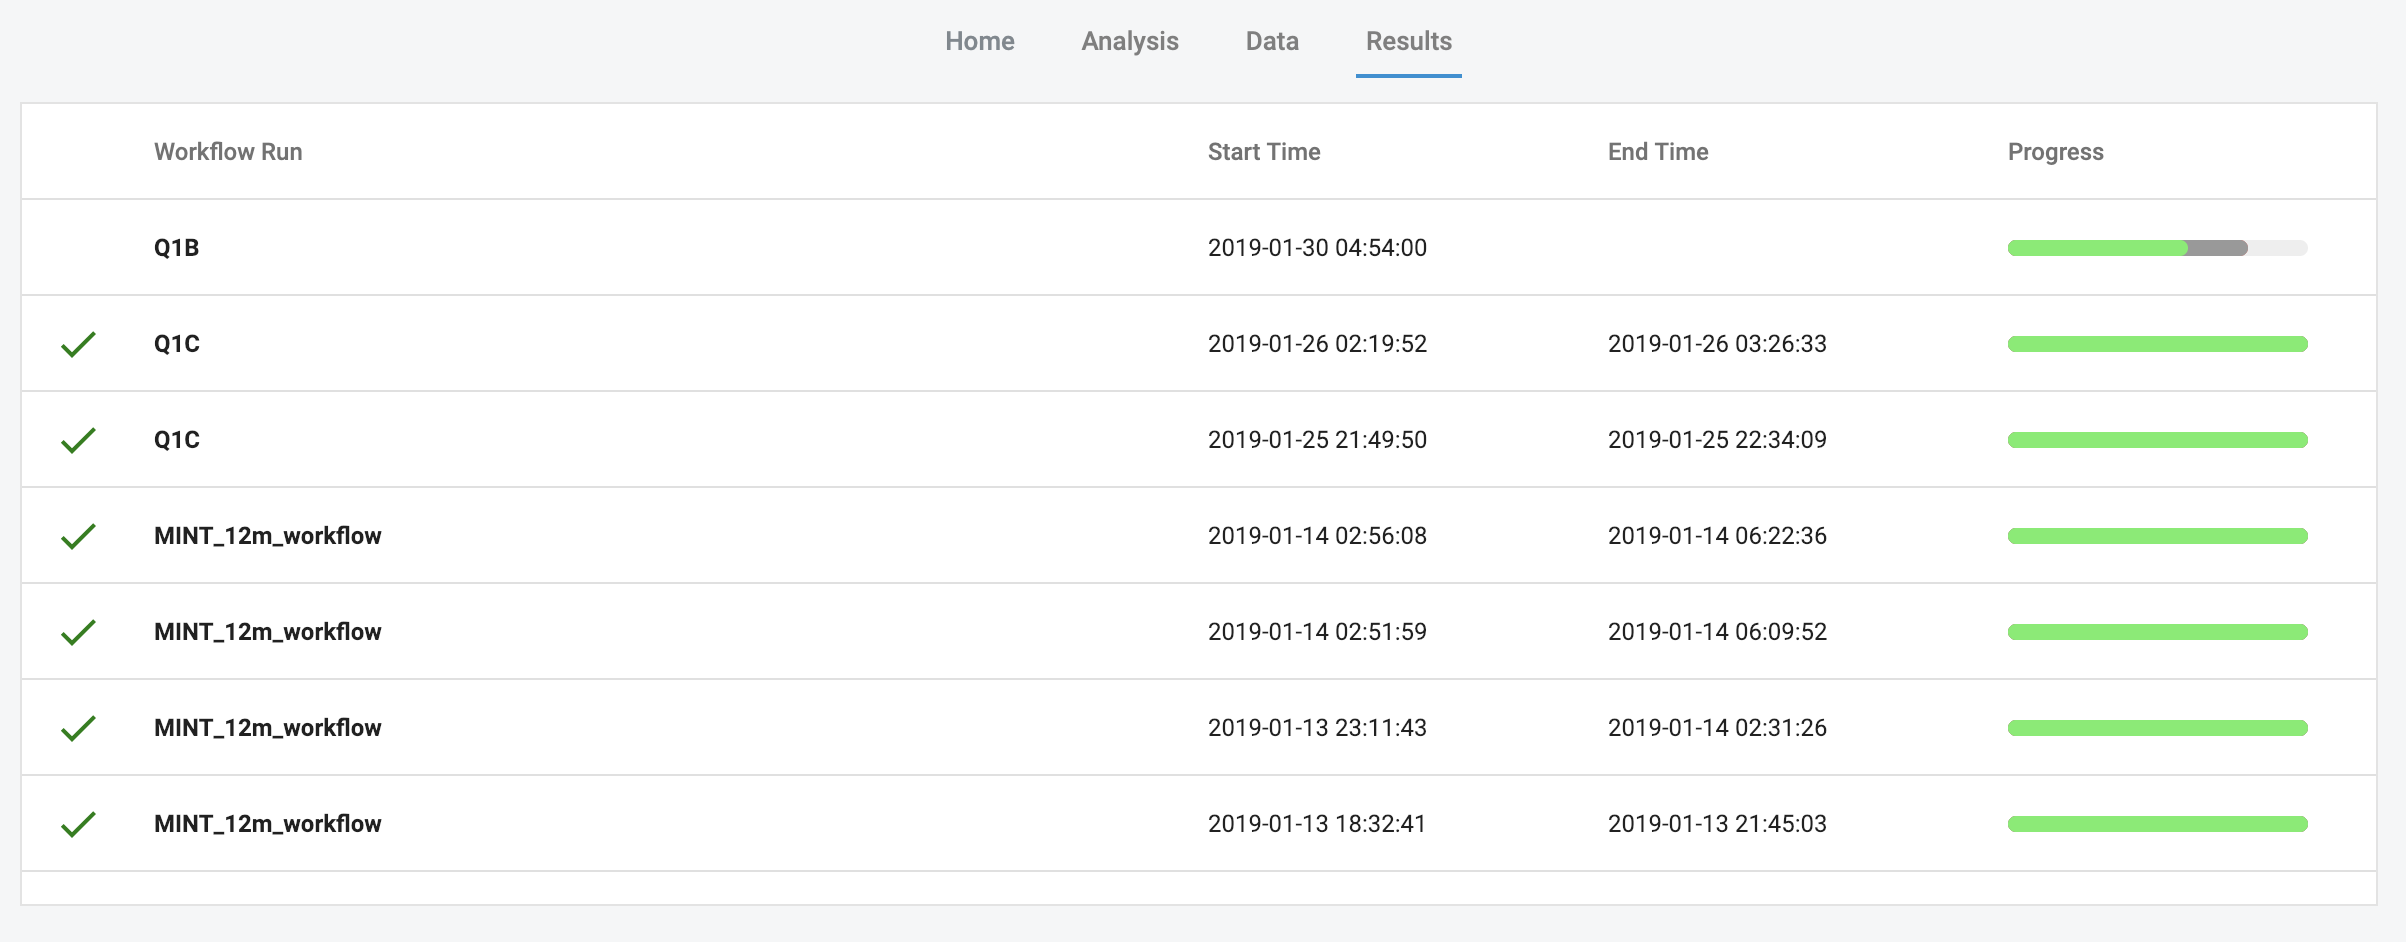 Home Analysis Data Results
Workflow Run Start Time End Time Progress
Q1B 2019-01-30 04:54:00
Q1C 2019-01-26 02:19:52 2019-01-26 03:26:33
Q1C 2019-01-25 21:49:50 2019-01-25 22:34:09
MINT_12m_workflow 2019-01-14 02:56:08 2019-01-14 06:22:36
MINT_12m_workflow 2019-01-14 02:51:59 2019-01-14 06:09:52
MINT_12m_workflow 2019-01-13 23:11:43 2019-01-14 02:31:26
MINT_12m_workflow 2019-01-13 18:32:41 2019-01-13 21:45:03